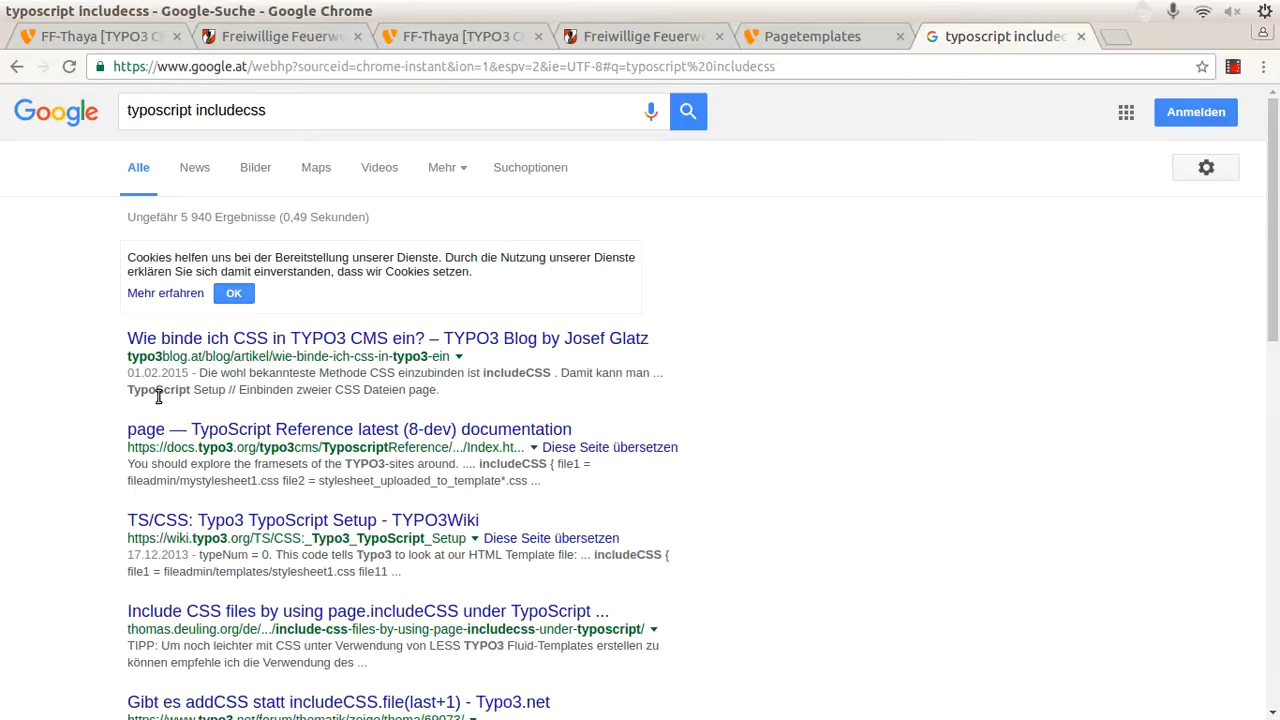 typoscript includecss - Google-Suche - Google Chrome
FF-Thaya [TYPO3 C
Freiwillige Feuerw
FF-Thaya [TYPO3 C
Freiwillige Feuerw
Pagetemplates
typoscript includec
https://www.google.at/webhp?sourceid=chrome-instant&ion=1&espv=2&ie=UTF-8#q=typoscript%20includecss
Google
typoscript includecss
Anmelden
Alle News Bilder Maps Videos Mehr Suchoptionen
Ungefähr 5 940 Ergebnisse (0,49 Sekunden)
Cookies helfen uns bei der Bereitstellung unserer Dienste. Durch die Nutzung unserer Dienste
erklären Sie sich damit einverstanden, dass wir Cookies setzen.
Mehr erfahren OK
Wie binde ich CSS in TYPO3 CMS ein? – TYPO3 Blog by Josef Glatz
typo3blog.at/blog/artikel/wie-binde-ich-css-in-typo3-ein
01.02.2015 - Die wohl bekannteste Methode CSS einzubinden ist includeCSS . Damit kann man ...
TypoScript Setup // Einbinden zweier CSS Dateien page.
page — TypoScript Reference latest (8-dev) documentation
https://docs.typo3.org/typo3cms/TyposcriptReference/.../Index.ht... Diese Seite übersetzen
You should explore the framesets of the TYPO3-sites around. .... includeCSS { file1 =
fileadmin/mystylesheet1.css file2 = stylesheet_uploaded_to_template*.css ...
TS/CSS: Typo3 TypoScript Setup - TYPO3Wiki
https://wiki.typo3.org/TS/CSS:_Typo3_TypoScript_Setup Diese Seite übersetzen
17.12.2013 - typeNum = 0. This code tells Typo3 to look at our HTML Template file: ... includeCSS {
file1 = fileadmin/templates/stylesheet1.css file11 ...
Include CSS files by using page.includeCSS under TypoScript ...
thomas.deuling.org/de/.../include-css-files-by-using-page-includecss-under-typoscript/
TIPP: Um noch leichter mit CSS unter Verwendung von LESS TYPO3 Fluid-Templates erstellen zu
können empfehle ich die Verwendung des ...
Gibt es addCSS statt includeCSS.file(last+1) - Typo3.net
https://www.typo3.net/forum/thematik/zeige/thema/69073/